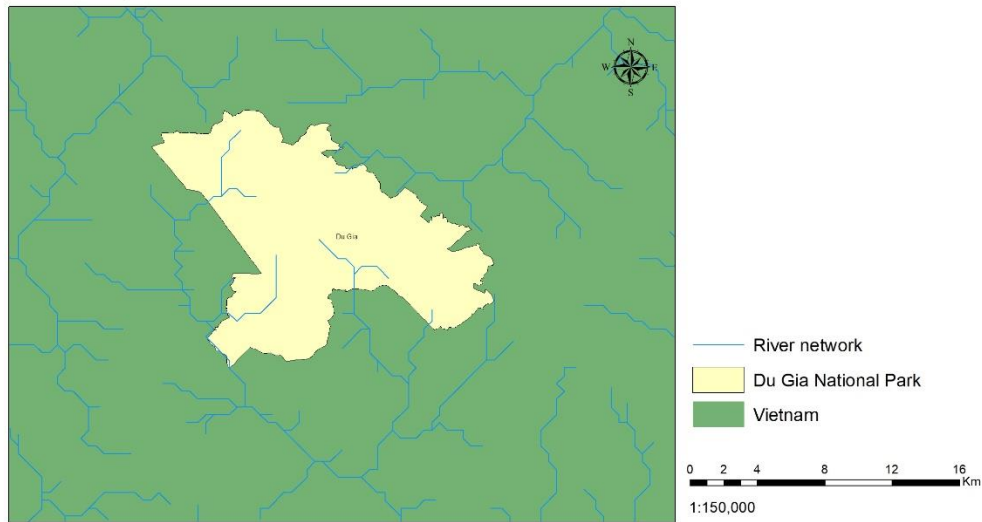 N
W E
S
Du Gia
River network
Du Gia National Park
Vietnam
0 2 4 8 12 16
Km
1:150,000